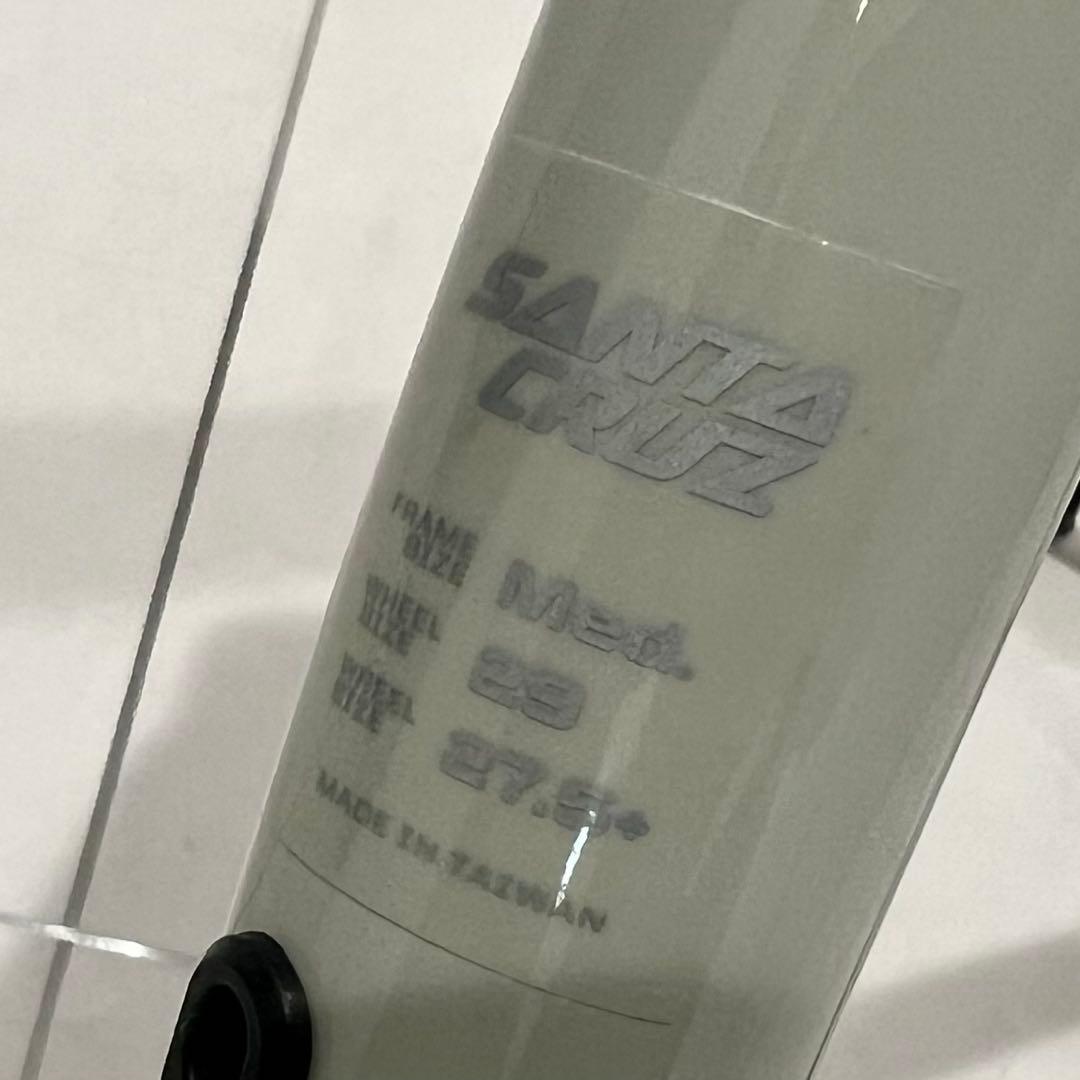 SANTA
CRUZ
FRAME
SIZE Med.
WHEEL
SIZE 29
WHEEL
SIZE 27.5+
MADE IN TAIWAN